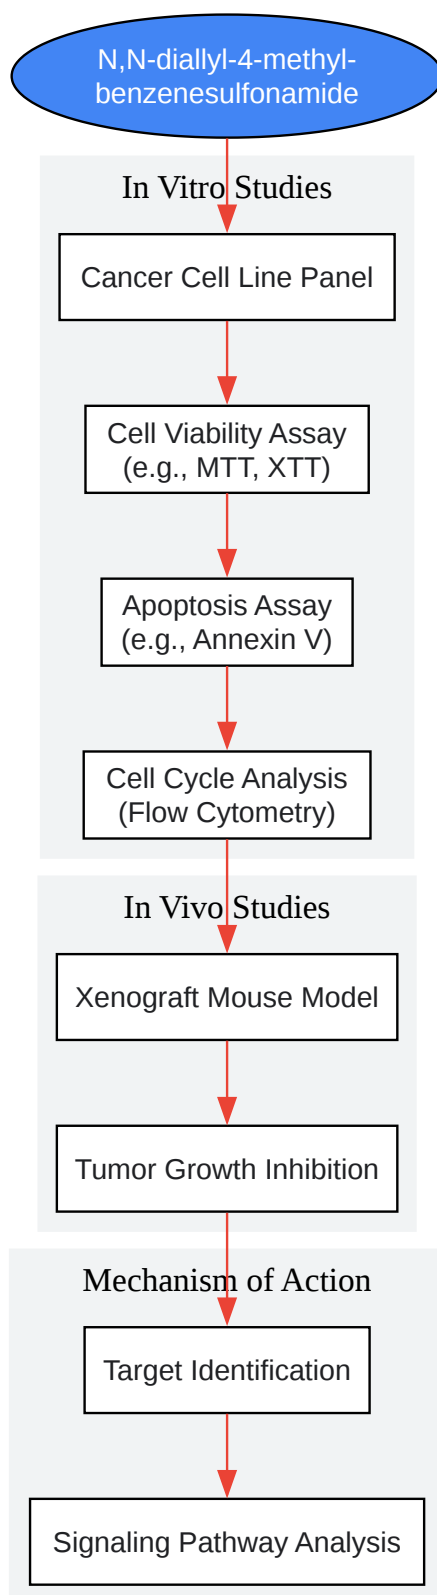 N,N-diallyl-4-methyl-
benzenesulfonamide
In Vitro Studies
Cancer Cell Line Panel
Cell Viability Assay
(e.g., MTT, XTT)
Apoptosis Assay
(e.g., Annexin V)
Cell Cycle Analysis
(Flow Cytometry)
In Vivo Studies
Xenograft Mouse Model
Tumor Growth Inhibition
Mechanism of Action
Target Identification
Signaling Pathway Analysis